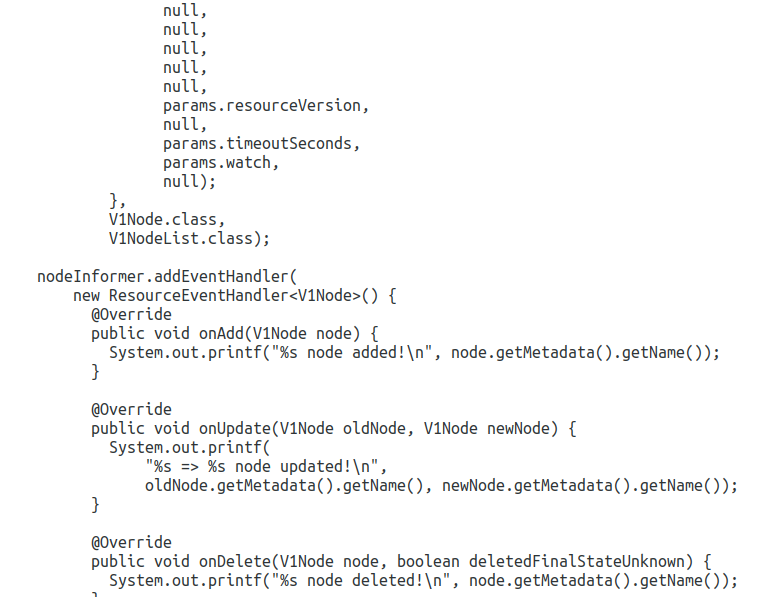 null,
null,
null,
null,
null,
params.resourceVersion,
null,
params.timeoutSeconds,
params.watch,
null);
},
V1Node.class,
V1NodeList.class);
nodeInformer.addEventHandler(
new ResourceEventHandler<V1Node>() {
@Override
public void onAdd(V1Node node) {
System.out.printf("%s node added!\n", node.getMetadata().getName());
}
@Override
public void onUpdate(V1Node oldNode, V1Node newNode) {
System.out.printf(
"%s => %s node updated!\n",
oldNode.getMetadata().getName(), newNode.getMetadata().getName());
}
@Override
public void onDelete(V1Node node, boolean deletedFinalStateUnknown) {
System.out.printf("%s node deleted!\n", node.getMetadata().getName());
}